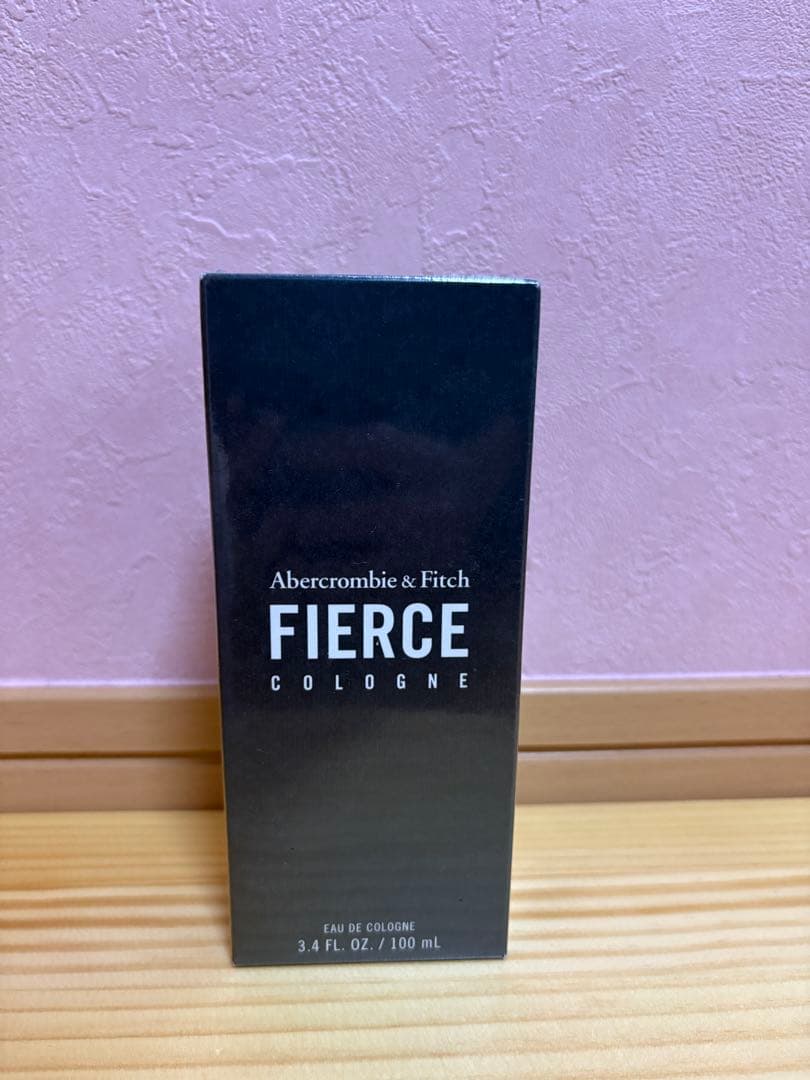 Abercrombie & Fitch
FIERCE
COLOGNE
EAU DE COLOGNE
3.4 FL. OZ. / 100 mL